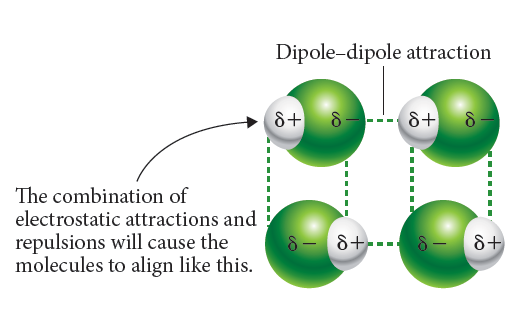 Dipole–dipole attraction
δ+ δ– δ+ δ–
The combination of
electrostatic attractions and
repulsions will cause the
molecules to align like this.
δ– δ+ δ– δ+